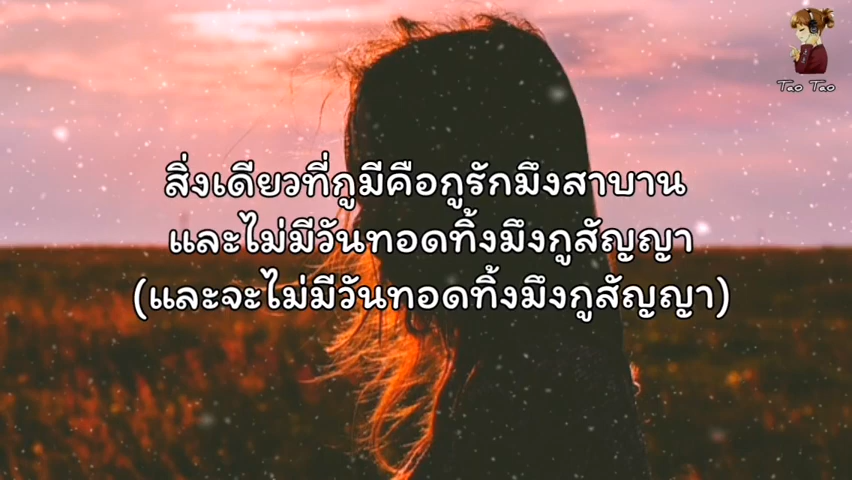 Tao Tao
สิ่งเดียวที่กูมีคือกูรักมึงสาบาน
และไม่มีวันทอดทิ้งมึงกูสัญญา
(และจะไม่มีวันทอดทิ้งมึงกูสัญญา)